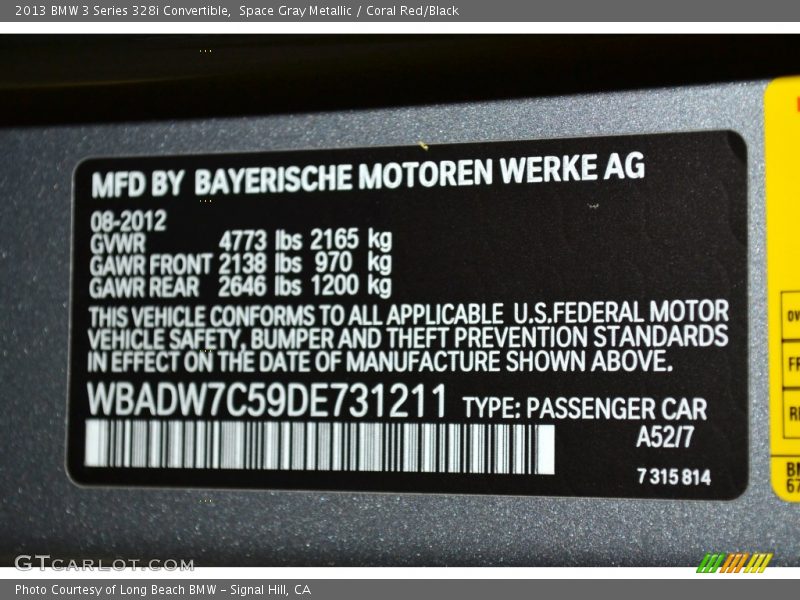 2013 BMW 3 Series 328i Convertible,  Space Gray Metallic / Coral Red/Black
MFD BY BAYERISCHE MOTOREN WERKE AG
08-2012
GVWR 4773 lbs 2165 kg
GAWR FRONT 2138 lbs 970 kg
GAWR REAR 2646 lbs 1200 kg
THIS VEHICLE CONFORMS TO ALL APPLICABLE U.S.FEDERAL MOTOR
VEHICLE SAFETY, BUMPER AND THEFT PREVENTION STANDARDS
IN EFFECT ON THE DATE OF MANUFACTURE SHOWN ABOVE.
WBADW7C59DE731211 TYPE: PASSENGER CAR
A52/7
7 315 814
GTCARLOT.COM
Photo Courtesy of Long Beach BMW - Signal Hill, CA